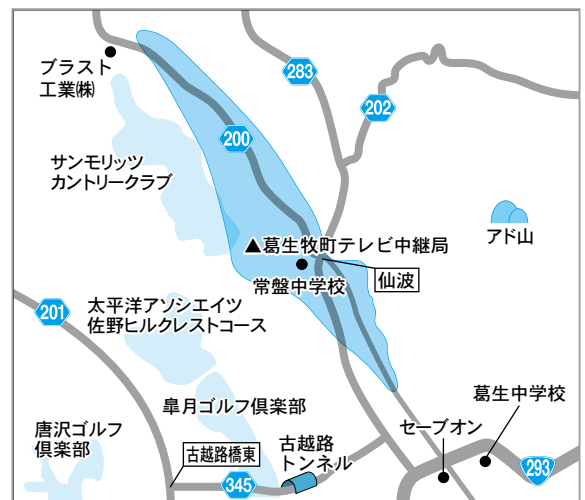 ブラスト
工業㈱
283
202
200
サンモリッツ
カントリークラブ
アド山
▲葛生牧町テレビ中継局
仙波
常盤中学校
201
太平洋アソシエイツ
佐野ヒルクレストコース
皐月ゴルフ倶楽部
葛生中学校
セーブオン
唐沢ゴルフ
倶楽部
古越路橋東
古越路
トンネル
345
293